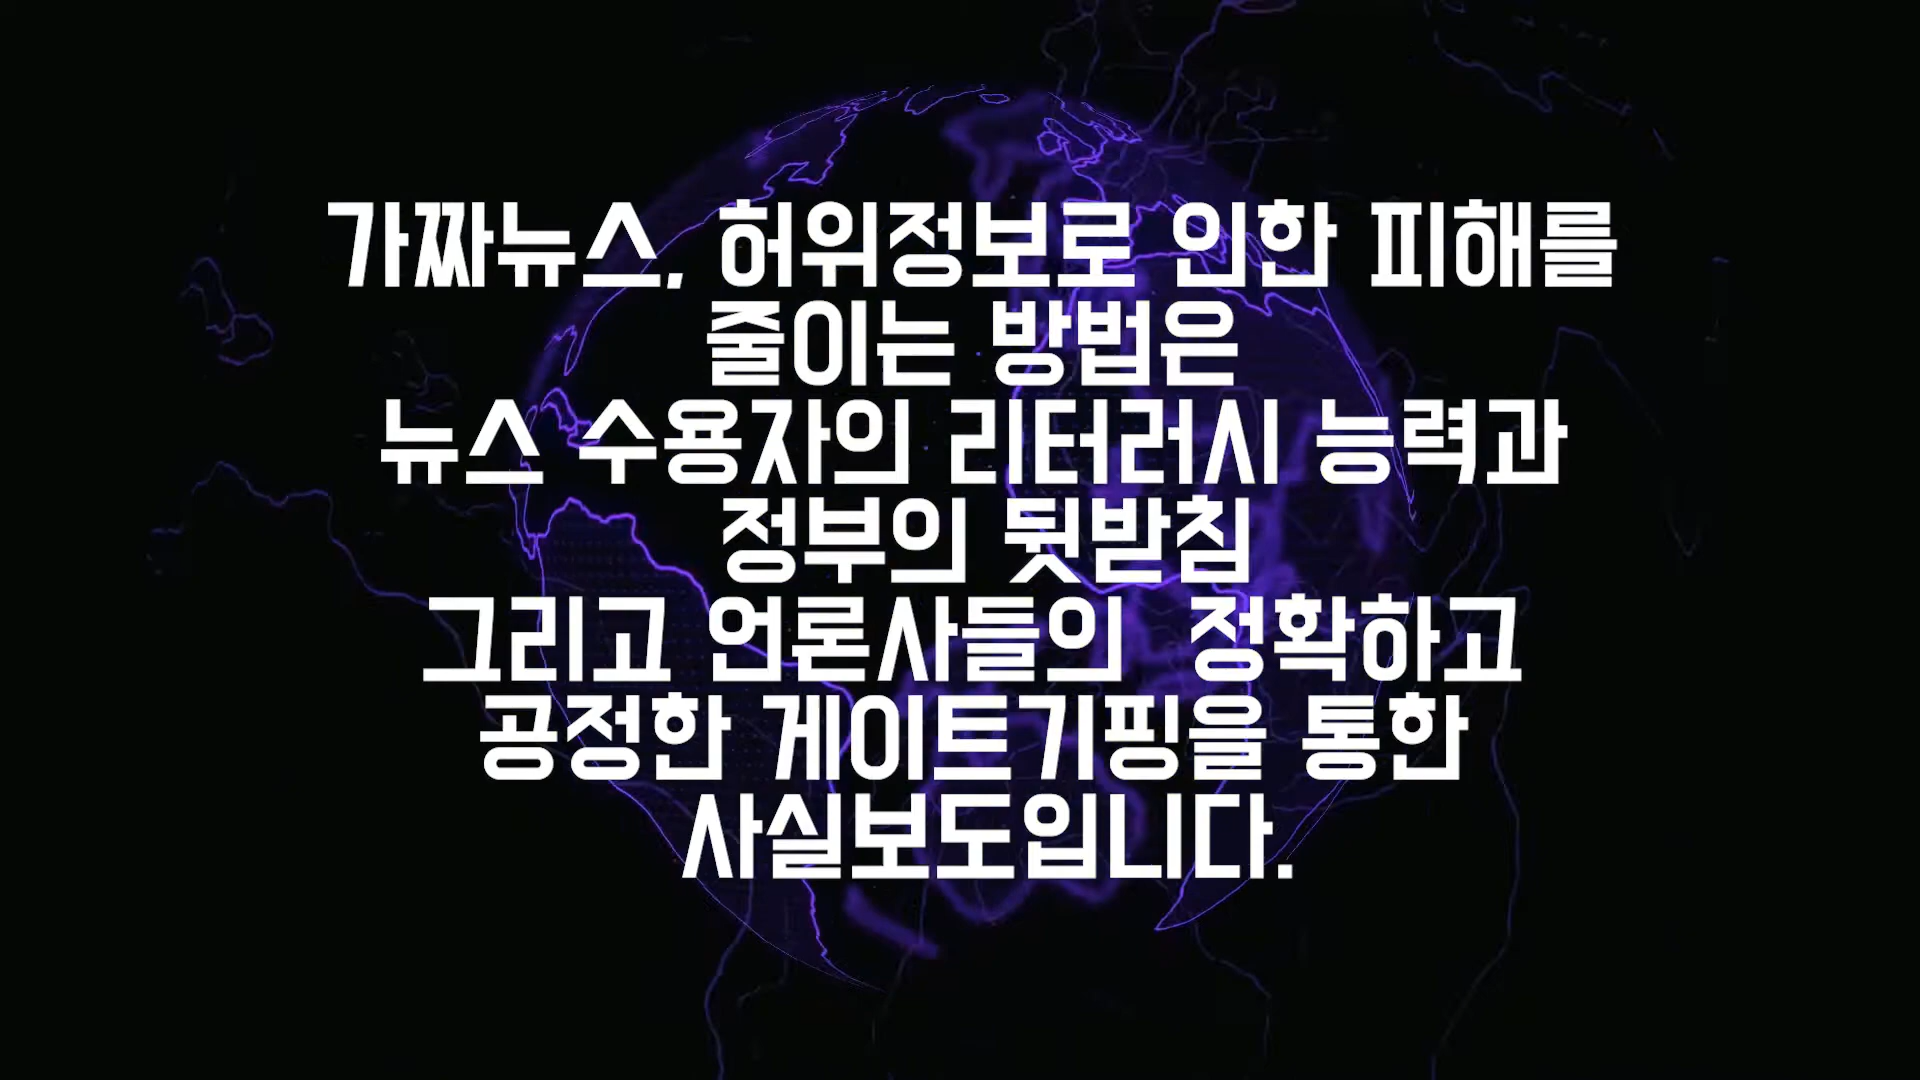 가짜뉴스, 허위정보로 인한 피해를
줄이는 방법은
뉴스 수용자의 리터러시 능력과
정부의 뒷받침
그리고 언론사들의 정확하고
공정한 게이트키핑을 통한
사실보도입니다.